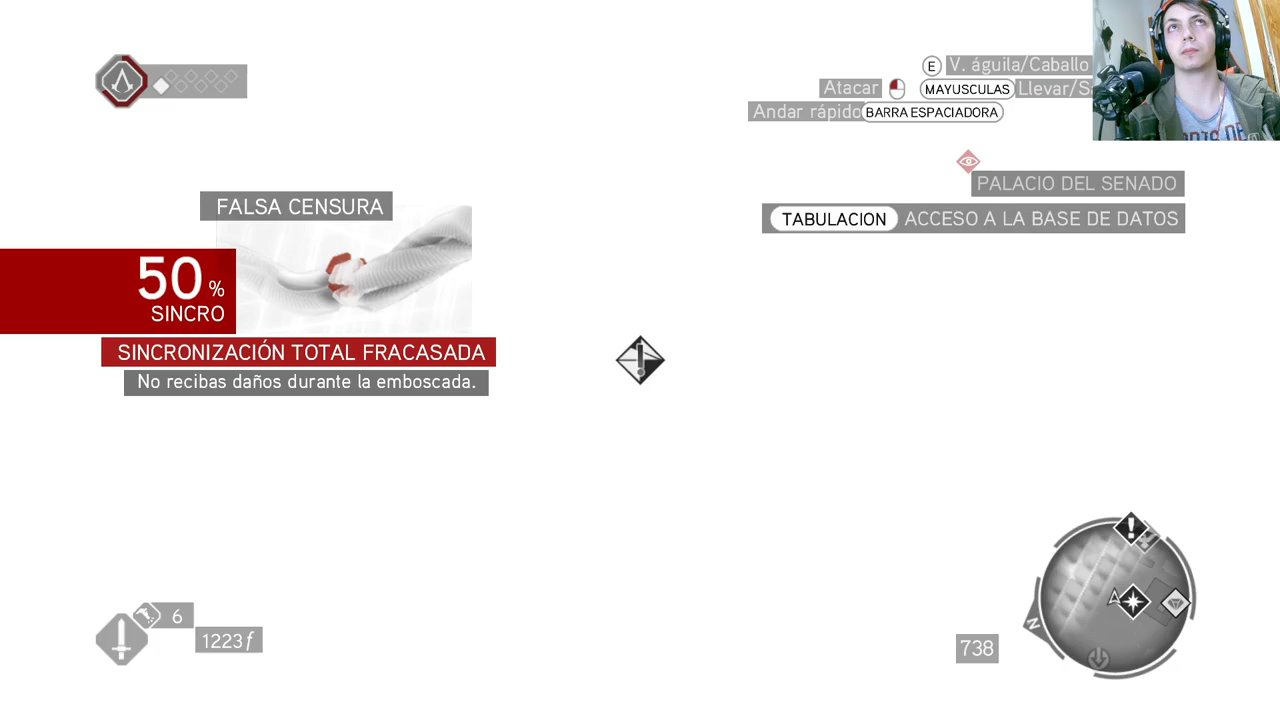 E V. águila/Caballo
Atacar MAYUSCULAS Llevar/S
Andar rápido BARRA ESPACIADORA
PALACIO DEL SENADO
TABULACION ACCESO A LA BASE DE DATOS
FALSA CENSURA
50 %
SINCRO
SINCRONIZACIÓN TOTAL FRACASADA
No recibas daños durante la emboscada.
6
1223 ƒ
738
N